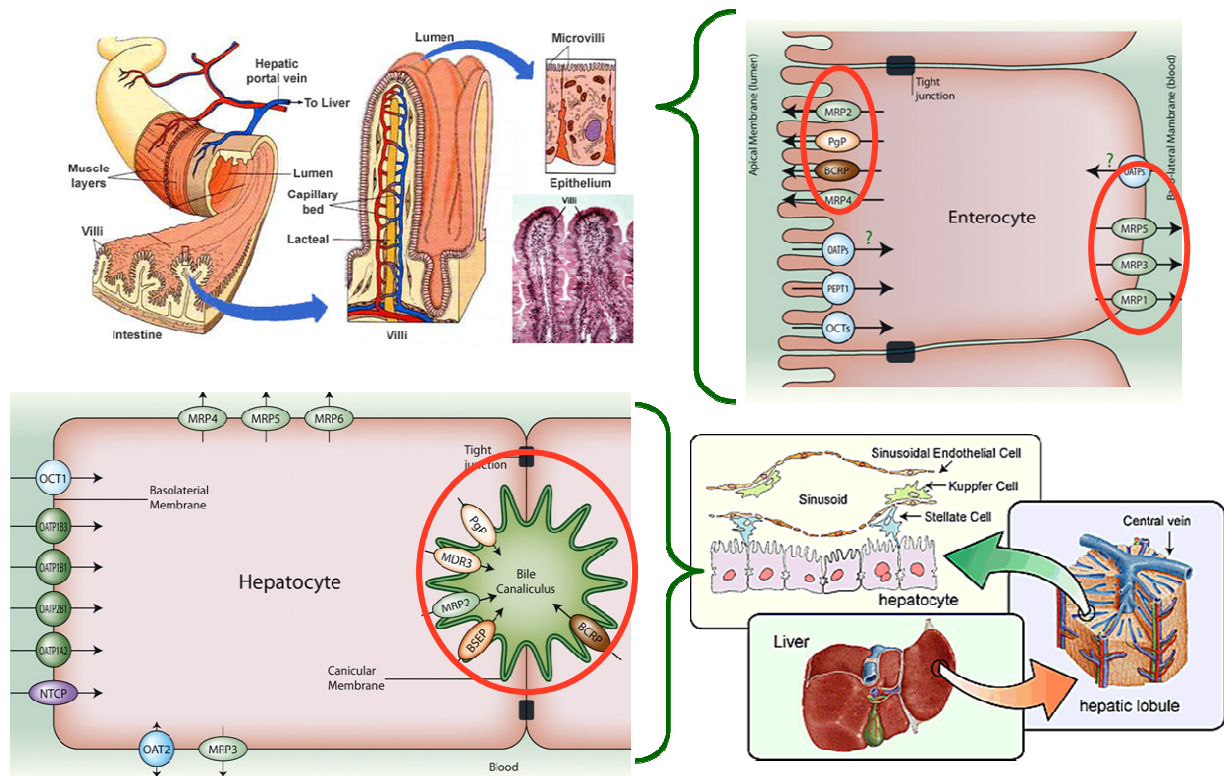 Lumen
Hepatic
portal vein
To Liver
Muscle
layers
Lumen
Capillary
bed
Lacteal
Villi
Intestine
Villi
Microvilli
Epithelium
Villi
Apical Membrane (lumen)
Tight
junction
MRP2
PgP
BCRP
MRP4
OATPs
?
PEPT1
OCTs
Enterocyte
?
OATPs
MRP5
MRP3
MRP1
Mambrane (blood)
MRP4
MRP5
MRP6
OCT1
Basolaterial
Membrane
OATP1B3
OATP1B1
OATP2B1
OATP1A2
NTCP
Hepatocyte
Tight
junction
PgP
MDR3
MRP2
BSEP
BCRP
Bile
Canaliculus
Canicular
Membrane
OAT2
MRP3
Blood
Sinusoidal Endothelial Cell
Kuppfer Cell
Sinusoid
Stellate Cell
hepatocyte
Central vein
hepatic lobule
Liver